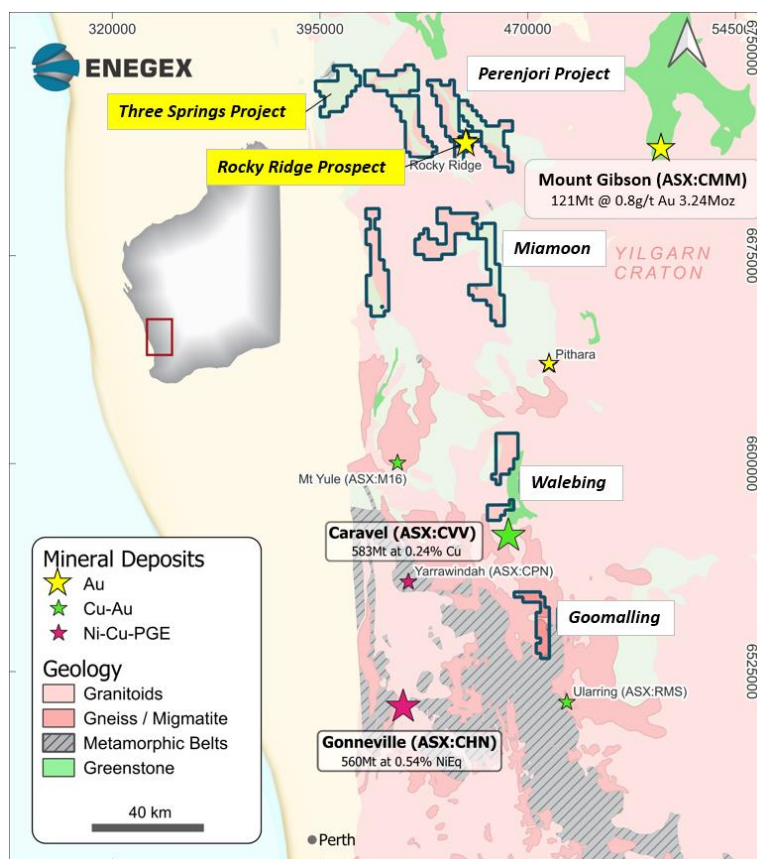 320000
395000
470000
545000
6750000
ENEGEX
Perenjori Project
Three Springs Project
Rocky Ridge Prospect
Rocky Ridge
Mount Gibson (ASX:CMM)
121Mt @ 0.8g/t Au 3.24Moz
Miamoon
YILGARN
CRATON
6675000
Pithara
Mt Yule (ASX:M16)
6600000
Walebing
Caravel (ASX:CVV)
583Mt at 0.24% Cu
Yarrawindah (ASX:CPN)
Goomalling
Mineral Deposits
Au
Cu-Au
Ni-Cu-PGE
Geology
Granitoids
Gneiss / Migmatite
Metamorphic Belts
Greenstone
40 km
6525000
Ularring (ASX:RMS)
Gonneville (ASX:CHN)
560Mt at 0.54% NiEq
Perth